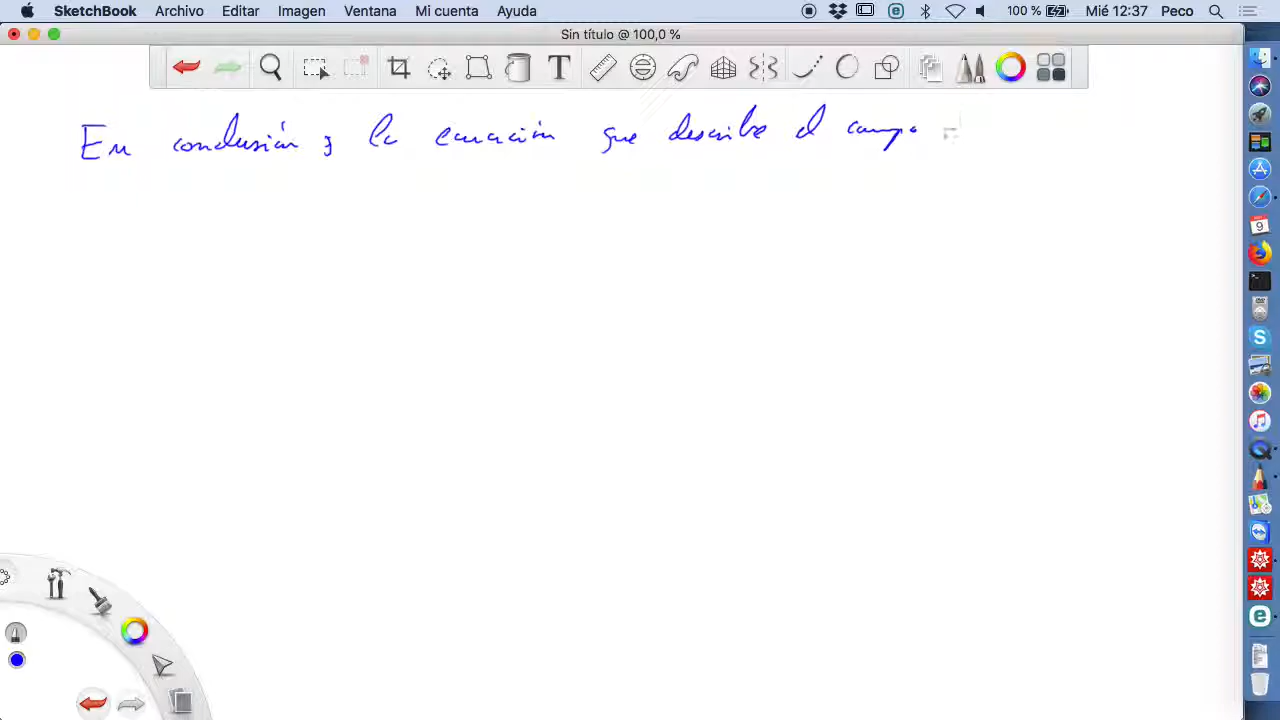 SketchBook Archivo Editar Imagen Ventana Mi cuenta Ayuda 100 % Mié 12:37 Peco
Sin título @ 100,0 %
En conclusión, la ecuación que describe el campo